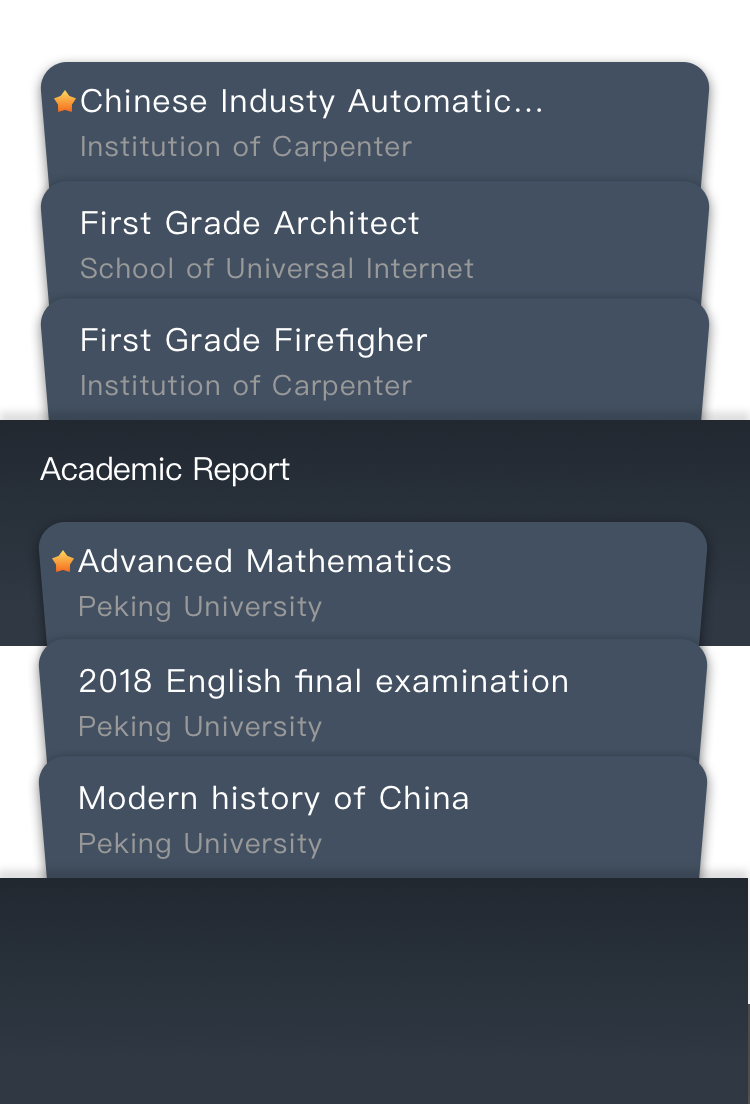 Chinese Industy Automatic...
Institution of Carpenter
First Grade Architect
School of Universal Internet
First Grade Firefigher
Institution of Carpenter
Academic Report
Advanced Mathematics
Peking University
2018 English final examination
Peking University
Modern history of China
Peking University